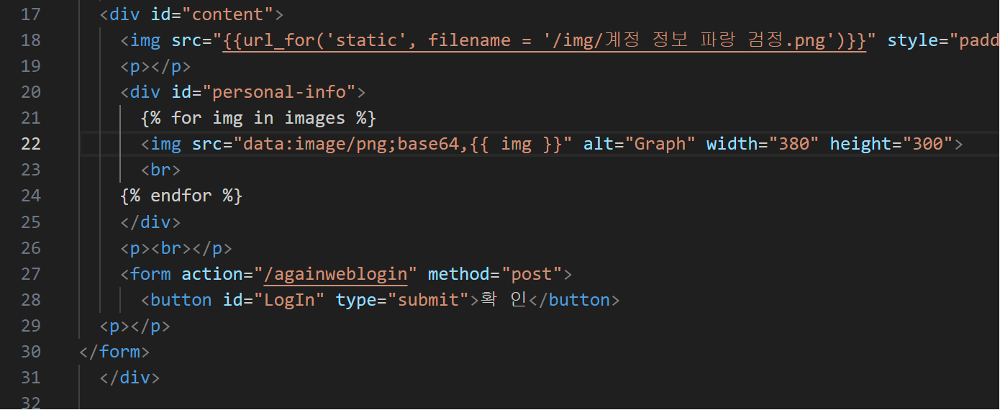 17 <div id="content">
18 <img src="{{url_for('static', filename = '/img/계정 정보 파랑 검정.png')}}" style="padd
19 <p></p>
20 <div id="personal-info">
21 {% for img in images %}
22 <img src="data:image/png;base64,{{ img }}" alt="Graph" width="380" height="300">
23 <br>
24 {% endfor %}
25 </div>
26 <p><br></p>
27 <form action="/againweblogin" method="post">
28 <button id="LogIn" type="submit">확 인</button>
29 <p></p>
30 </form>
31 </div>
32